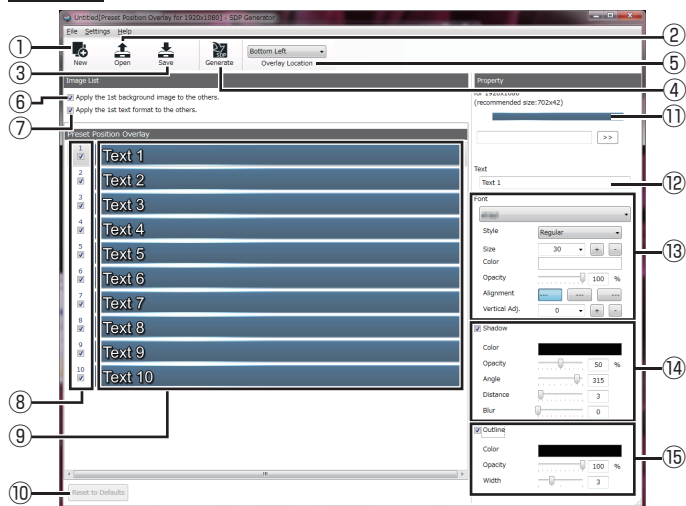 Untitled[Preset Position Overlay for 1920x1080] - SDP Generator
File Settings Help
New Open Save SDP Generate Bottom Left Overlay Location
① ② ③ ④ ⑤ ⑥ ⑦ ⑧ ⑨ ⑩ ⑪ ⑫ ⑬ ⑭ ⑮
Image List
Apply the 1st background image to the others.
Apply the 1st text format to the others.
Preset Position Overlay
1 Text 1
2 Text 2
3 Text 3
4 Text 4
5 Text 5
6 Text 6
7 Text 7
8 Text 8
9 Text 9
10 Text 10
Reset to Defaults
Property
for 1920x1080
(recommended size:702x42)
>>
Text
Text 1
Font
Style Regular
Size 30 + -
Color
Opacity 100 %
Alignment --- --- ---
Vertical Adj. 0 + -
Shadow
Color
Opacity 50 %
Angle 315
Distance 3
Blur 0
Outline
Color
Opacity 100 %
Width 3